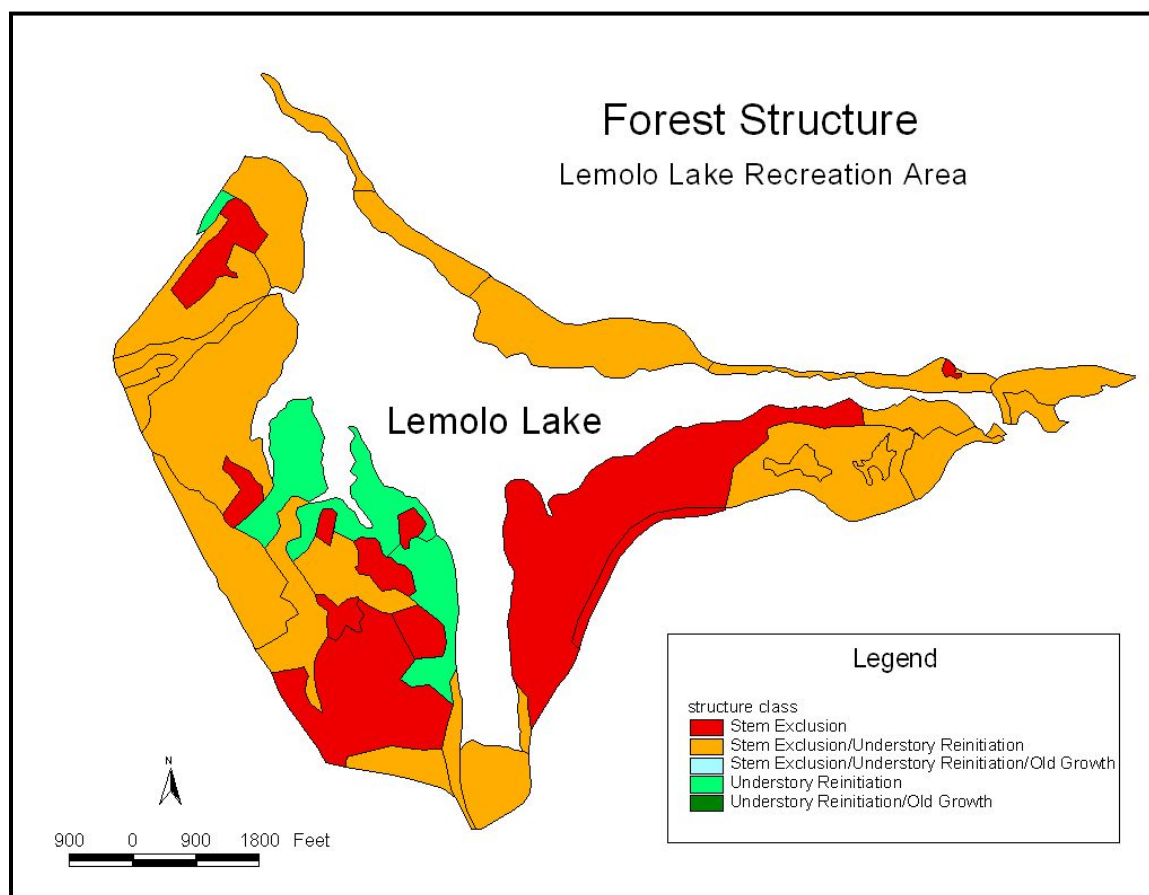 Forest Structure
Lemolo Lake Recreation Area
Lemolo Lake
Legend
structure class
Stem Exclusion
Stem Exclusion/Understory Reinitiation
Stem Exclusion/Understory Reinitiation/Old Growth
Understory Reinitiation
Understory Reinitiation/Old Growth
N
900 0 900 1800 Feet